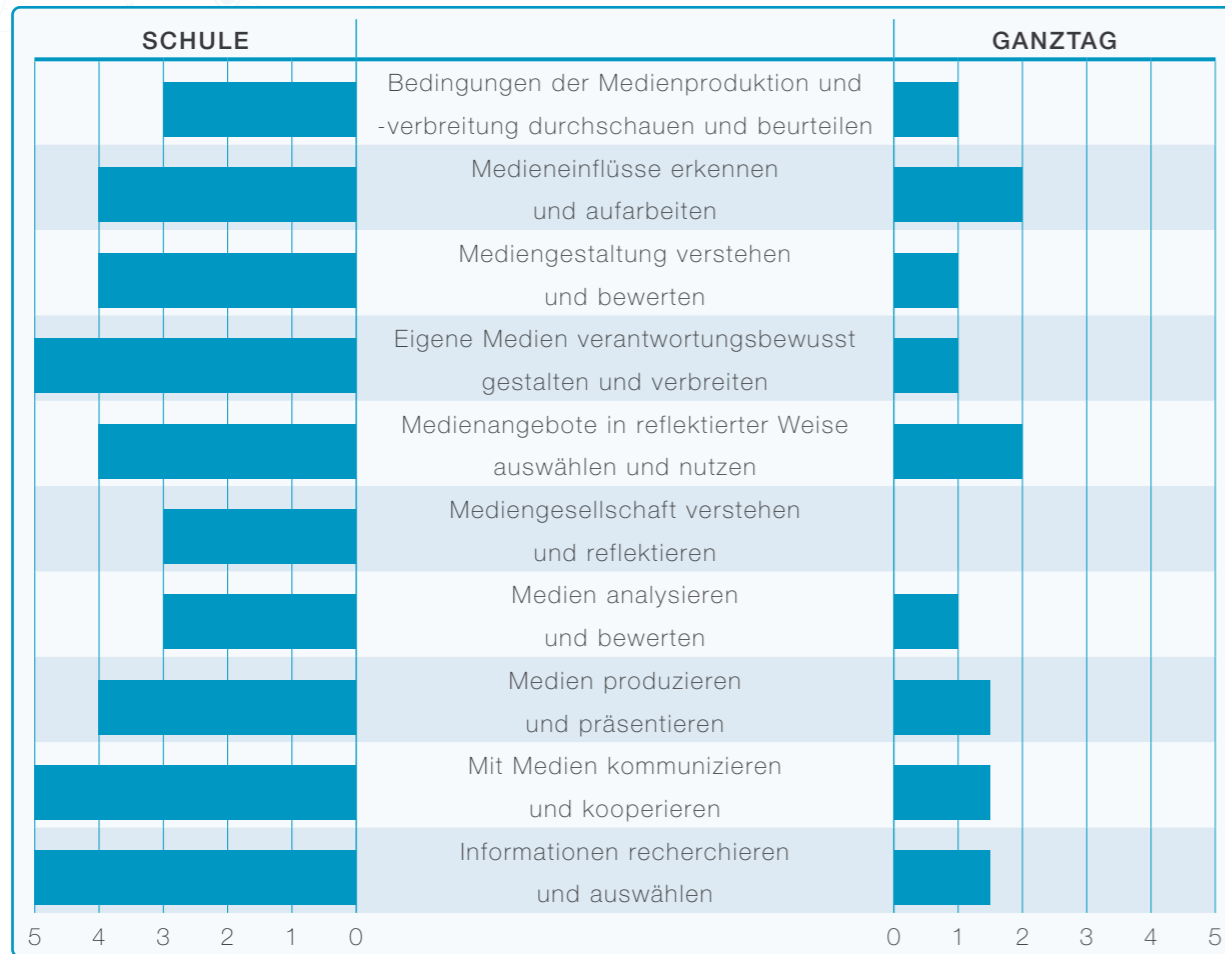 SCHULE
GANZTAG
Bedingungen der Medienproduktion und
-verbreitung durchschauen und beurteilen
Medieneinflüsse erkennen
und aufarbeiten
Mediengestaltung verstehen
und bewerten
Eigene Medien verantwortungsbewusst
gestalten und verbreiten
Medienangebote in reflektierter Weise
auswählen und nutzen
Mediengesellschaft verstehen
und reflektieren
Medien analysieren
und bewerten
Medien produzieren
und präsentieren
Mit Medien kommunizieren
und kooperieren
Informationen recherchieren
und auswählen
5 4 3 2 1 0
0 1 2 3 4 5